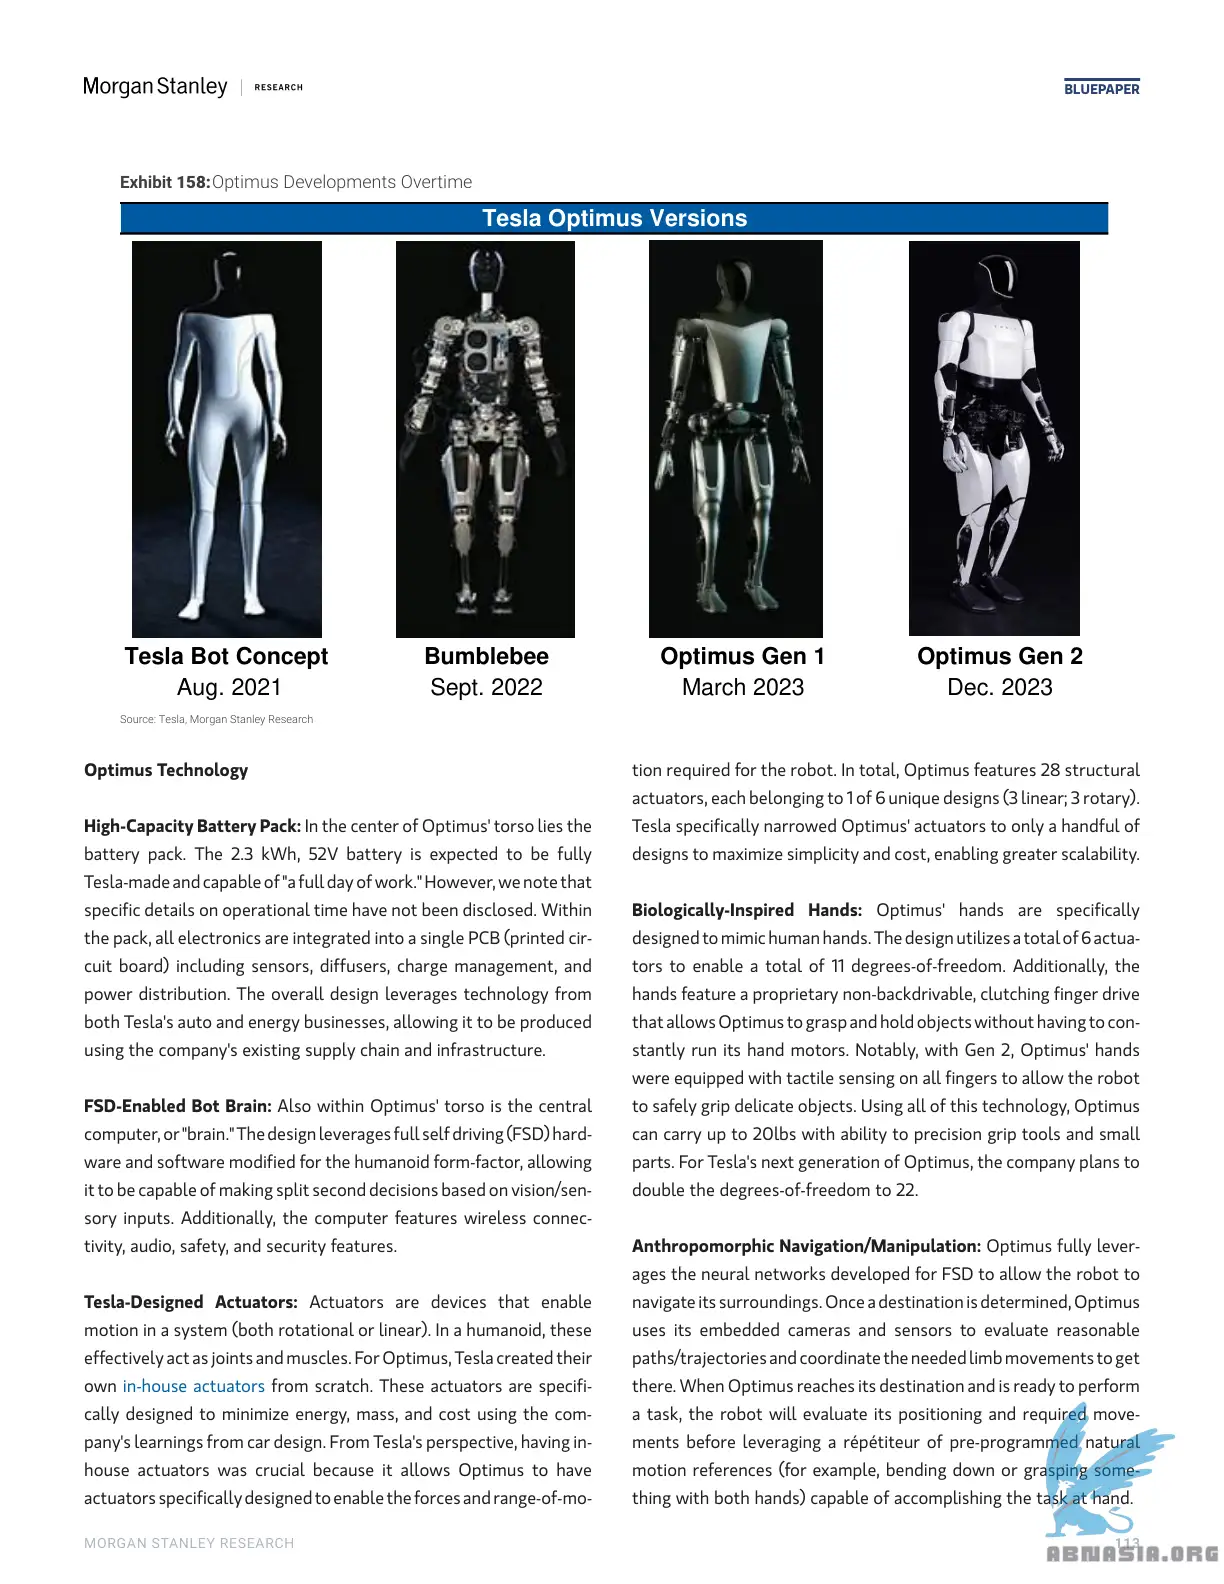 Morgan Stanley | RESEARCH
BLUEPAPER
Exhibit 158: Optimus Developments Overtime
Tesla Optimus Versions
Tesla Bot Concept
Aug. 2021
Bumblebee
Sept. 2022
Optimus Gen 1
March 2023
Optimus Gen 2
Dec. 2023
Source: Tesla, Morgan Stanley Research
Optimus Technology
High-Capacity Battery Pack: In the center of Optimus' torso lies the
battery pack. The 2.3 kWh, 52V battery is expected to be fully
Tesla-made and capable of "a full day of work." However, we note that
specific details on operational time have not been disclosed. Within
the pack, all electronics are integrated into a single PCB (printed cir-
cuit board) including sensors, diffusers, charge management, and
power distribution. The overall design leverages technology from
both Tesla's auto and energy businesses, allowing it to be produced
using the company's existing supply chain and infrastructure.
FSD-Enabled Bot Brain: Also within Optimus' torso is the central
computer, or "brain." The design leverages full self driving (FSD) hard-
ware and software modified for the humanoid form-factor, allowing
it to be capable of making split second decisions based on vision/sen-
sory inputs. Additionally, the computer features wireless connec-
tivity, audio, safety, and security features.
Tesla-Designed Actuators: Actuators are devices that enable
motion in a system (both rotational or linear). In a humanoid, these
effectively act as joints and muscles. For Optimus, Tesla created their
own in-house actuators from scratch. These actuators are specifi-
cally designed to minimize energy, mass, and cost using the com-
pany's learnings from car design. From Tesla's perspective, having in-
house actuators was crucial because it allows Optimus to have
actuators specifically designed to enable the forces and range-of-mo-
tion required for the robot. In total, Optimus features 28 structural
actuators, each belonging to 1 of 6 unique designs (3 linear; 3 rotary).
Tesla specifically narrowed Optimus' actuators to only a handful of
designs to maximize simplicity and cost, enabling greater scalability.
Biologically-Inspired Hands: Optimus' hands are specifically
designed to mimic human hands. The design utilizes a total of 6 actua-
tors to enable a total of 11 degrees-of-freedom. Additionally, the
hands feature a proprietary non-backdrivable, clutching finger drive
that allows Optimus to grasp and hold objects without having to con-
stantly run its hand motors. Notably, with Gen 2, Optimus' hands
were equipped with tactile sensing on all fingers to allow the robot
to safely grip delicate objects. Using all of this technology, Optimus
can carry up to 20lbs with ability to precision grip tools and small
parts. For Tesla's next generation of Optimus, the company plans to
double the degrees-of-freedom to 22.
Anthropomorphic Navigation/Manipulation: Optimus fully lever-
ages the neural networks developed for FSD to allow the robot to
navigate its surroundings. Once a destination is determined, Optimus
uses its embedded cameras and sensors to evaluate reasonable
paths/trajectories and coordinate the needed limb movements to get
there. When Optimus reaches its destination and is ready to perform
a task, the robot will evaluate its positioning and required move-
ments before leveraging a répétiteur of pre-programmed natural
motion references (for example, bending down or grasping some-
thing with both hands) capable of accomplishing the task at hand.
MORGAN STANLEY RESEARCH
113
ABNASIA.ORG